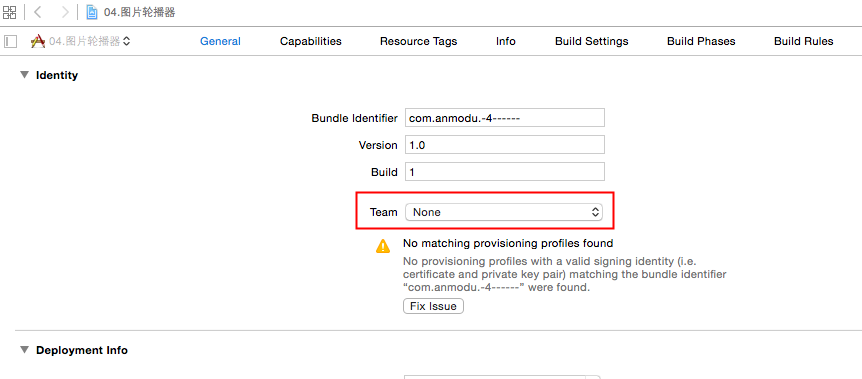 04.图片轮播器
04.图片轮播器 General Capabilities Resource Tags Info Build Settings Build Phases Build Rules
Identity
Bundle Identifier com.anmodu.-4------
Version 1.0
Build 1
Team None
No matching provisioning profiles found
No provisioning profiles with a valid signing identity (i.e.
certificate and private key pair) matching the bundle identifier
“com.anmodu.-4------” were found.
Fix Issue
Deployment Info